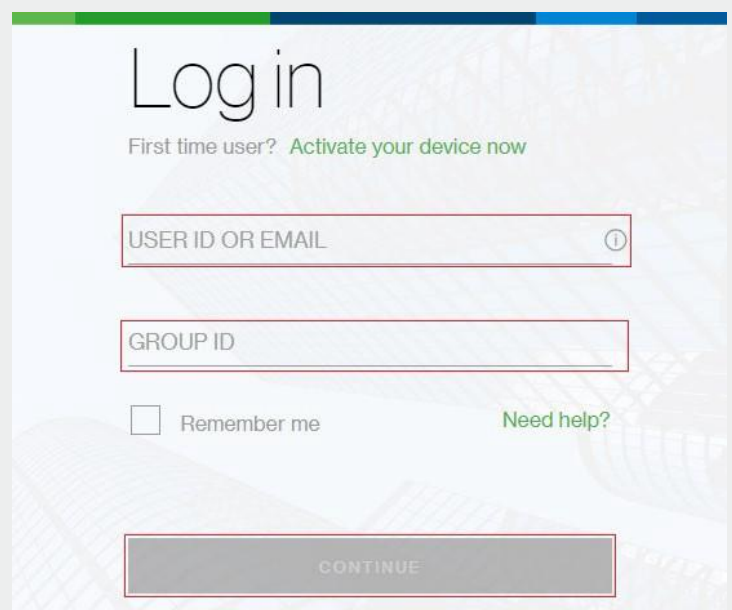 Log in
First time user? Activate your device now
USER ID OR EMAIL
GROUP ID
Remember me Need help?
CONTINUE